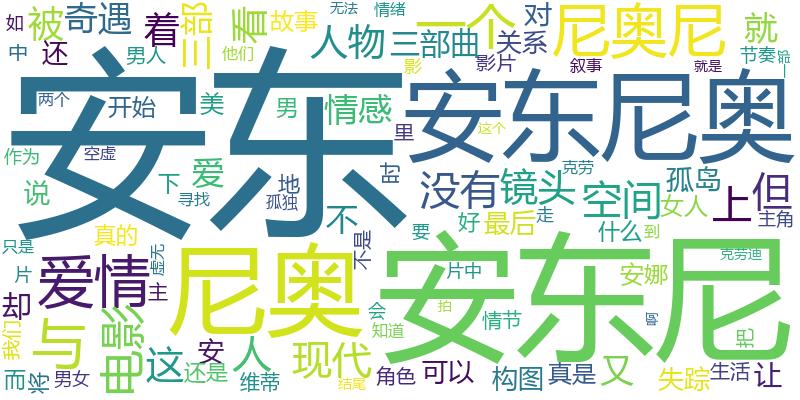 如 被 奇遇 着 三部 看 故事 无法 情绪 一个 对 尼奥尼 就
中 还 男人 他们 人物 三部曲 关系 影 影片 叙事 就是 节奏
安东
两个 开始 美 男 情感 里 安东尼奥 这个
作为 空虚 爱 说 下 寻找 孤独 地 时 没有 镜头 克劳 空间 孤岛 上 但
真的 不 不是 要 好 最后 走 什么 到 女人 主角
只是 片 爱情 虚无 主 尼奥 安东尼 片中 安娜 克劳迪
却 与 电影 会 知道 拍 情节 啊 把
我们 这 安 人 现代
而 将 男女 还是 维蒂 结尾 角色 可以 构图 真是 又 失踪 生活 让